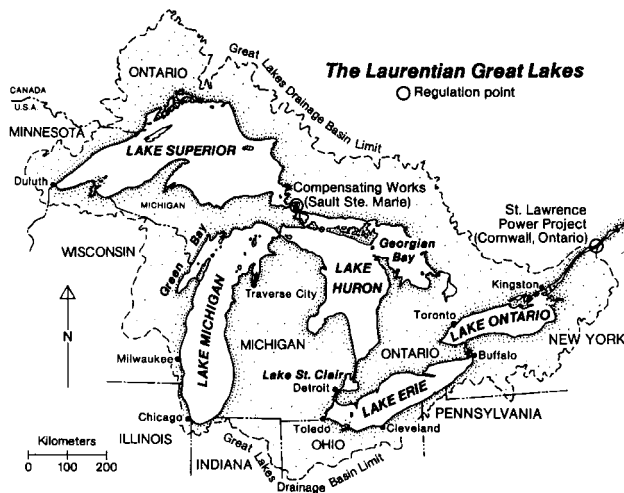 The Laurentian Great Lakes
Regulation point
Great Lakes Drainage Basin Limit
ONTARIO
CANADA
U.S.A.
MINNESOTA
LAKE SUPERIOR
Duluth
Compensating Works
(Sault Ste. Marie)
MICHIGAN
St. Lawrence
Power Project
(Cornwall, Ontario)
WISCONSIN
Green Bay
Georgian
Bay
LAKE
HURON
Kingston
Traverse City
Toronto
LAKE ONTARIO
N
LAKE MICHIGAN
MICHIGAN
ONTARIO
NEW YORK
Milwaukee
Lake St. Clair
Detroit
Buffalo
LAKE ERIE
PENNSYLVANIA
Chicago
Toledo
Cleveland
Kilometers
0 100 200
ILLINOIS
INDIANA
OHIO
Great Lakes
Drainage Basin Limit